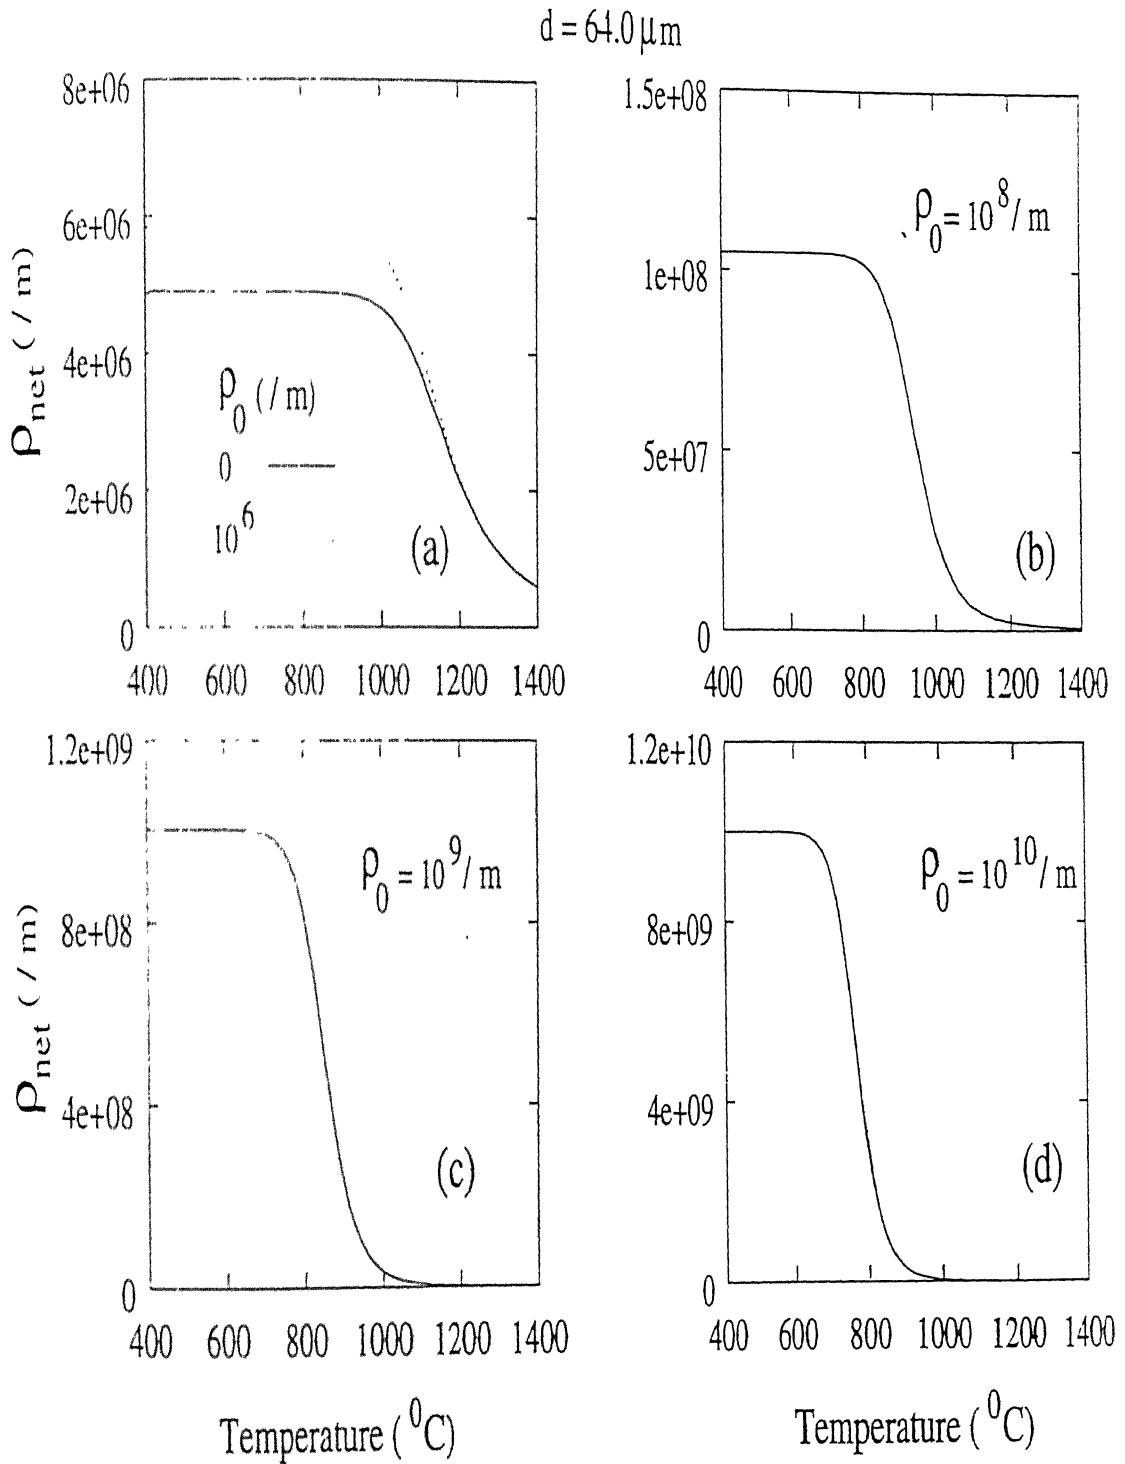 d = 64.0 μm
8e+06
6e+06
4e+06
2e+06
0
ρnet ( / m)
ρ0 ( / m)
0
10^6
(a)
400 600 800 1000 1200 1400
1.5e+08
1e+08
5e+07
0
ρ0 = 10^8 / m
(b)
400 600 800 1000 1200 1400
1.2e+09
8e+08
4e+08
0
ρnet ( / m)
ρ0 = 10^9 / m
(c)
400 600 800 1000 1200 1400
Temperature ( ^0C)
1.2e+10
8e+09
4e+09
0
ρ0 = 10^10 / m
(d)
400 600 800 1000 1200 1400
Temperature ( ^0C)